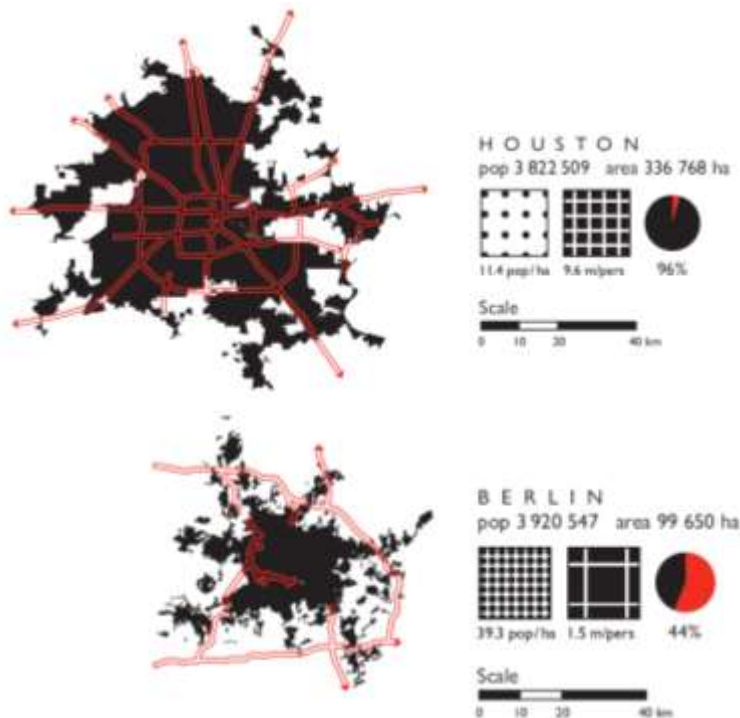 H O U S T O N
pop 3 822 509 area 336 768 ha
11.4 pop/ha 9.6 m/pers 96%
Scale
0 10 20 40 km
B E R L I N
pop 3 920 547 area 99 650 ha
39.3 pop/ha 1.5 m/pers 44%
Scale
0 10 20 40 km